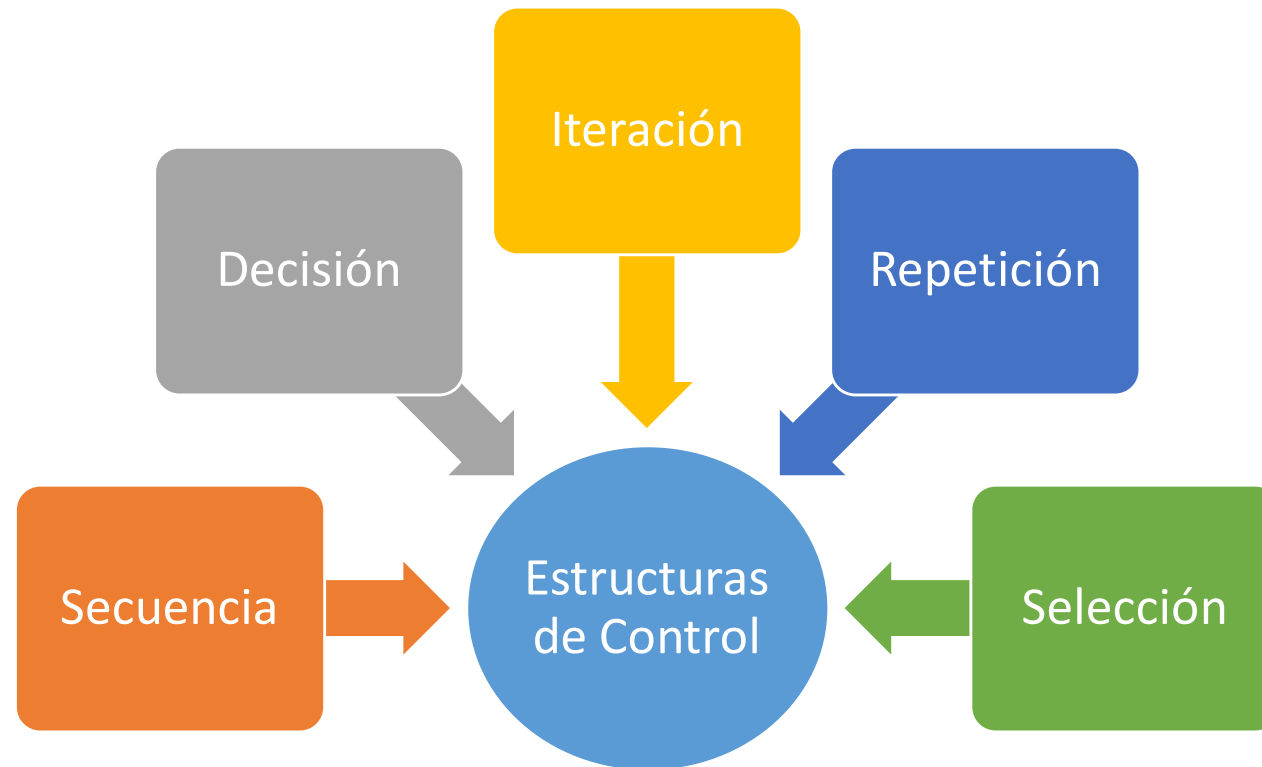 Iteración
Decisión
Repetición
Secuencia
Estructuras
de Control
Selección